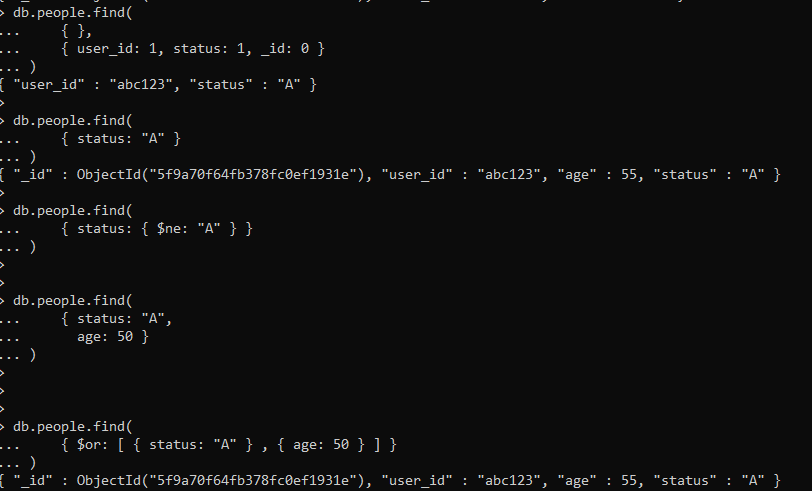 > db.people.find(
...     { },
...     { user_id: 1, status: 1, _id: 0 }
... )
{ "user_id" : "abc123", "status" : "A" }
>
> db.people.find(
...     { status: "A" }
... )
{ "_id" : ObjectId("5f9a70f64fb378fc0ef1931e"), "user_id" : "abc123", "age" : 55, "status" : "A" }
>
> db.people.find(
...     { status: { $ne: "A" } }
... )
>
>
> db.people.find(
...     { status: "A",
...       age: 50 }
... )
>
>
>
> db.people.find(
...     { $or: [ { status: "A" } , { age: 50 } ] }
... )
{ "_id" : ObjectId("5f9a70f64fb378fc0ef1931e"), "user_id" : "abc123", "age" : 55, "status" : "A" }